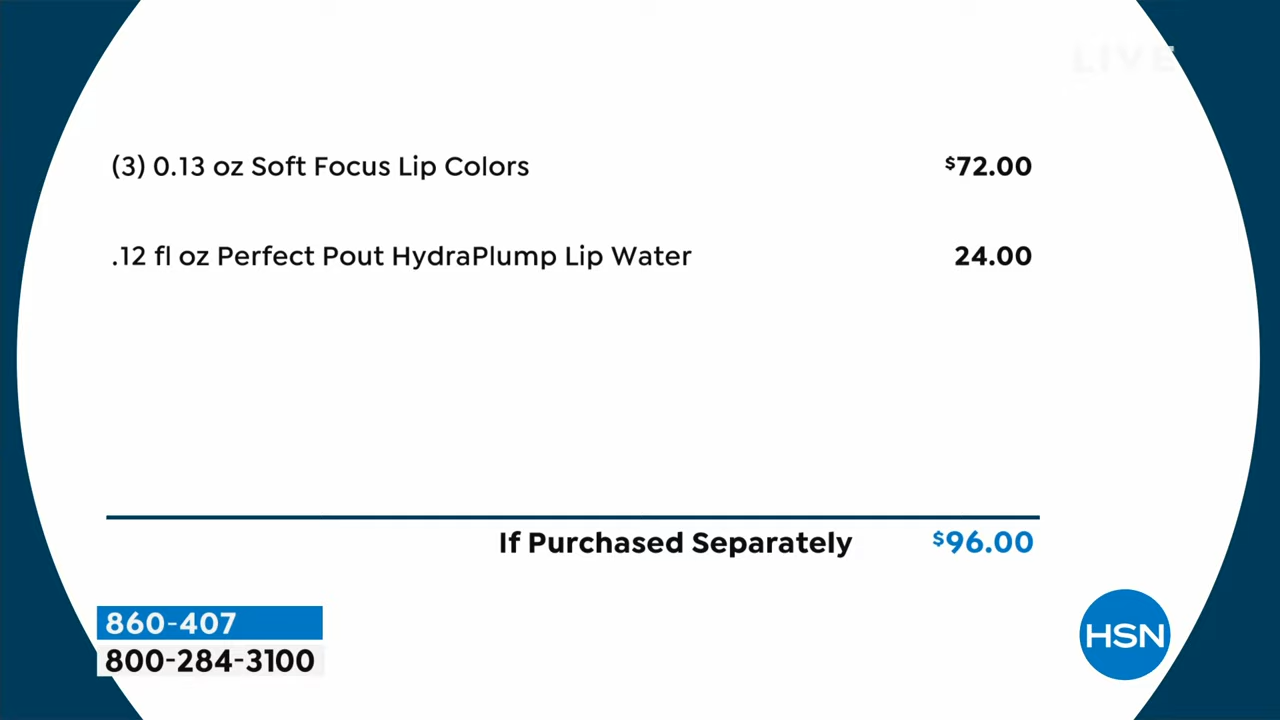 LIVE
(3) 0.13 oz Soft Focus Lip Colors $72.00
.12 fl oz Perfect Pout HydraPlump Lip Water 24.00
If Purchased Separately $96.00
860-407
800-284-3100
HSN